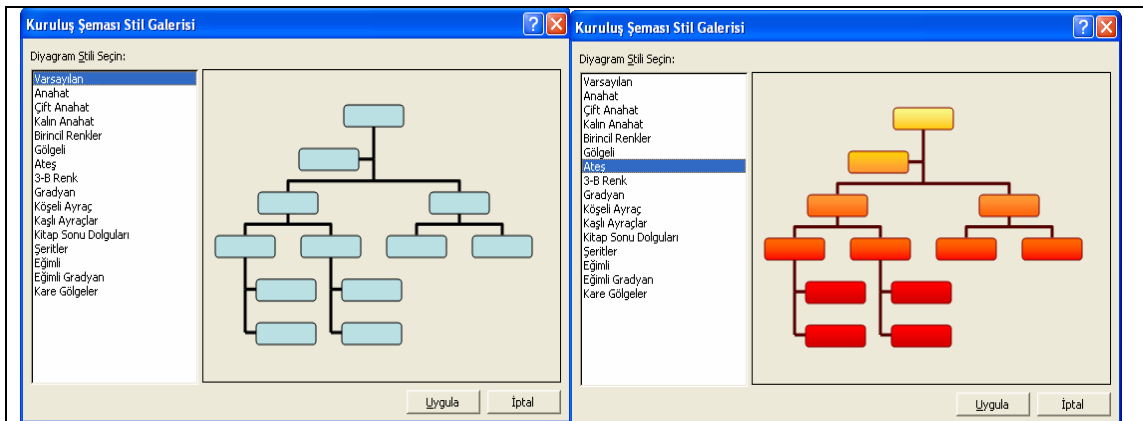 Kuruluş Şeması Stil Galerisi
Diyagram Stili Seçin:
Varsayılan
Anahat
Çift Anahat
Kalın Anahat
Birincil Renkler
Gölgeli
Ateş
3-B Renk
Gradyan
Köşeli Ayraç
Kaşlı Ayraçlar
Kitap Sonu Dolguları
Şeritler
Eğimli
Eğimli Gradyan
Kare Gölgeler
Uygula
İptal
Kuruluş Şeması Stil Galerisi
Diyagram Stili Seçin:
Varsayılan
Anahat
Çift Anahat
Kalın Anahat
Birincil Renkler
Gölgeli
Ateş
3-B Renk
Gradyan
Köşeli Ayraç
Kaşlı Ayraçlar
Kitap Sonu Dolguları
Şeritler
Eğimli
Eğimli Gradyan
Kare Gölgeler
Uygula
İptal